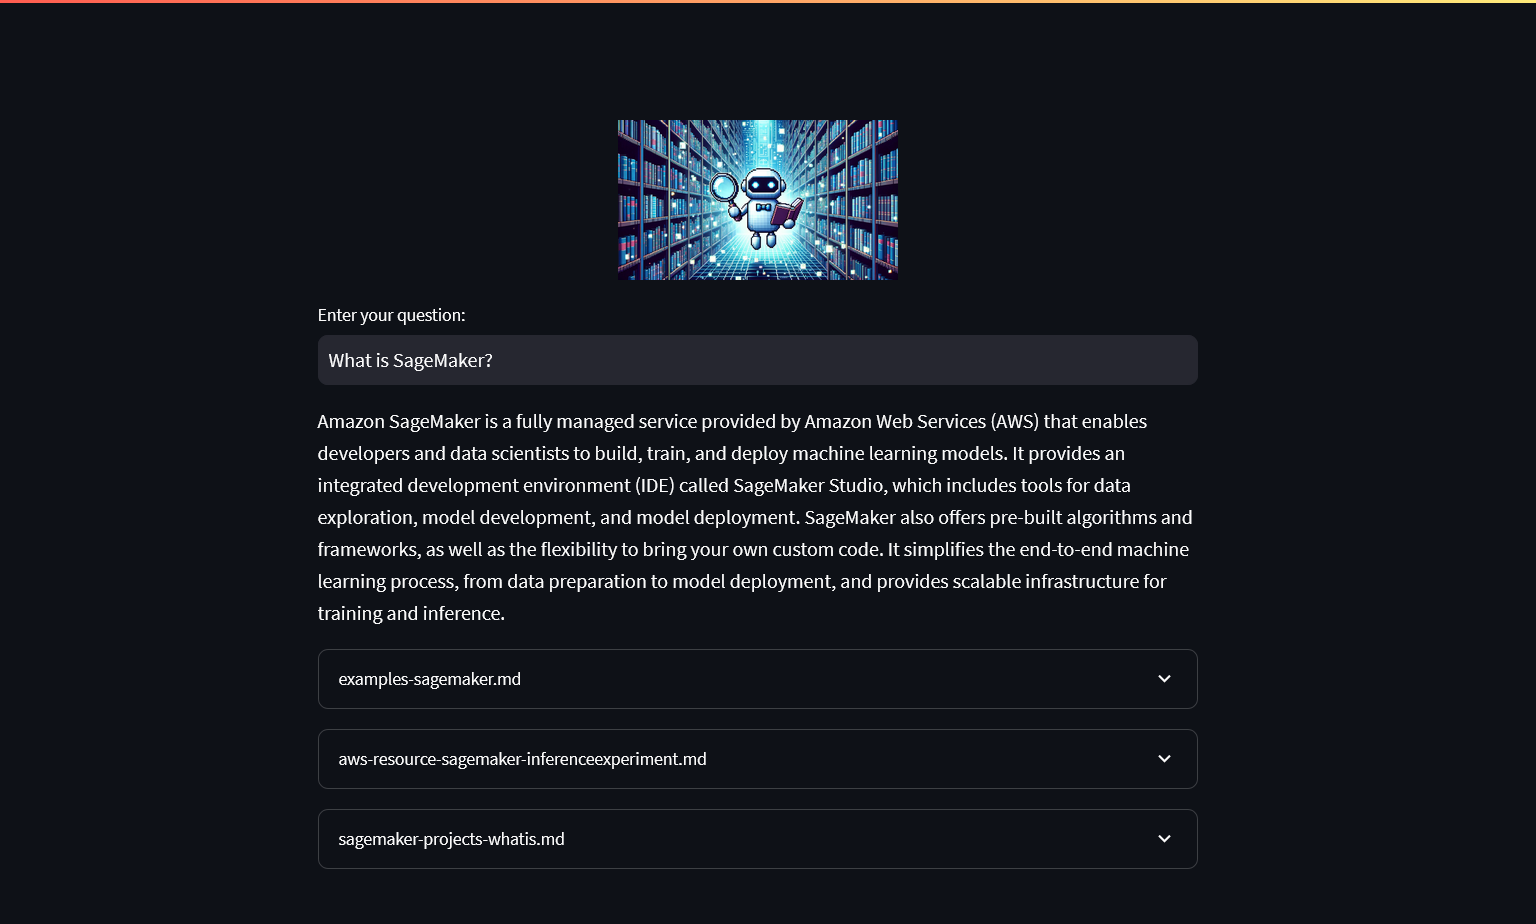 Enter your question:
What is SageMaker?
Amazon SageMaker is a fully managed service provided by Amazon Web Services (AWS) that enables
developers and data scientists to build, train, and deploy machine learning models. It provides an
integrated development environment (IDE) called SageMaker Studio, which includes tools for data
exploration, model development, and model deployment. SageMaker also offers pre-built algorithms and
frameworks, as well as the flexibility to bring your own custom code. It simplifies the end-to-end machine
learning process, from data preparation to model deployment, and provides scalable infrastructure for
training and inference.
examples-sagemaker.md
aws-resource-sagemaker-inferenceexperiment.md
sagemaker-projects-whatis.md